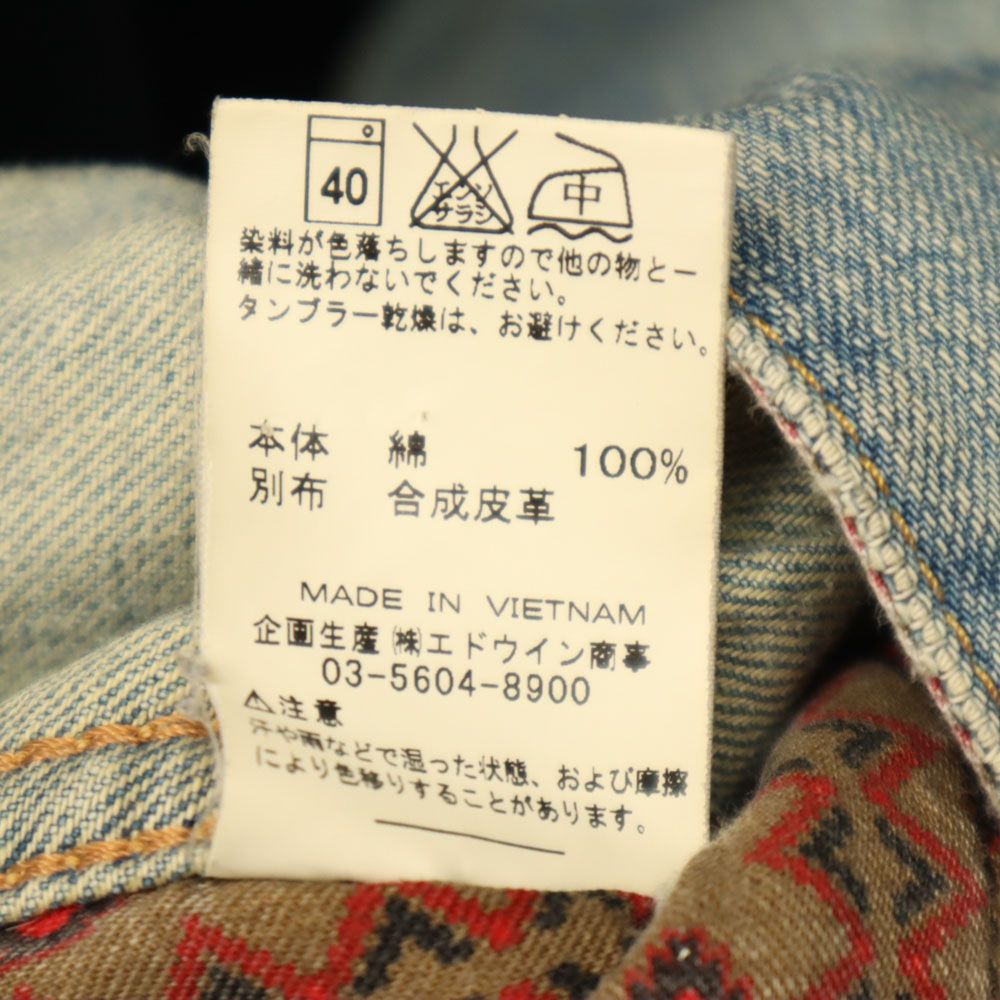 40
エンソ
サラシ
中
染料が色落ちしますので他の物と一
緒に洗わないでください。
タンブラー乾燥は、お避けください。
本体 綿 100%
別布 合成皮革
MADE IN VIETNAM
企画生産 ㈱エドウイン商事
03-5604-8900
⚠注意
汗や雨などで湿った状態、および摩擦
により色移りすることがあります。